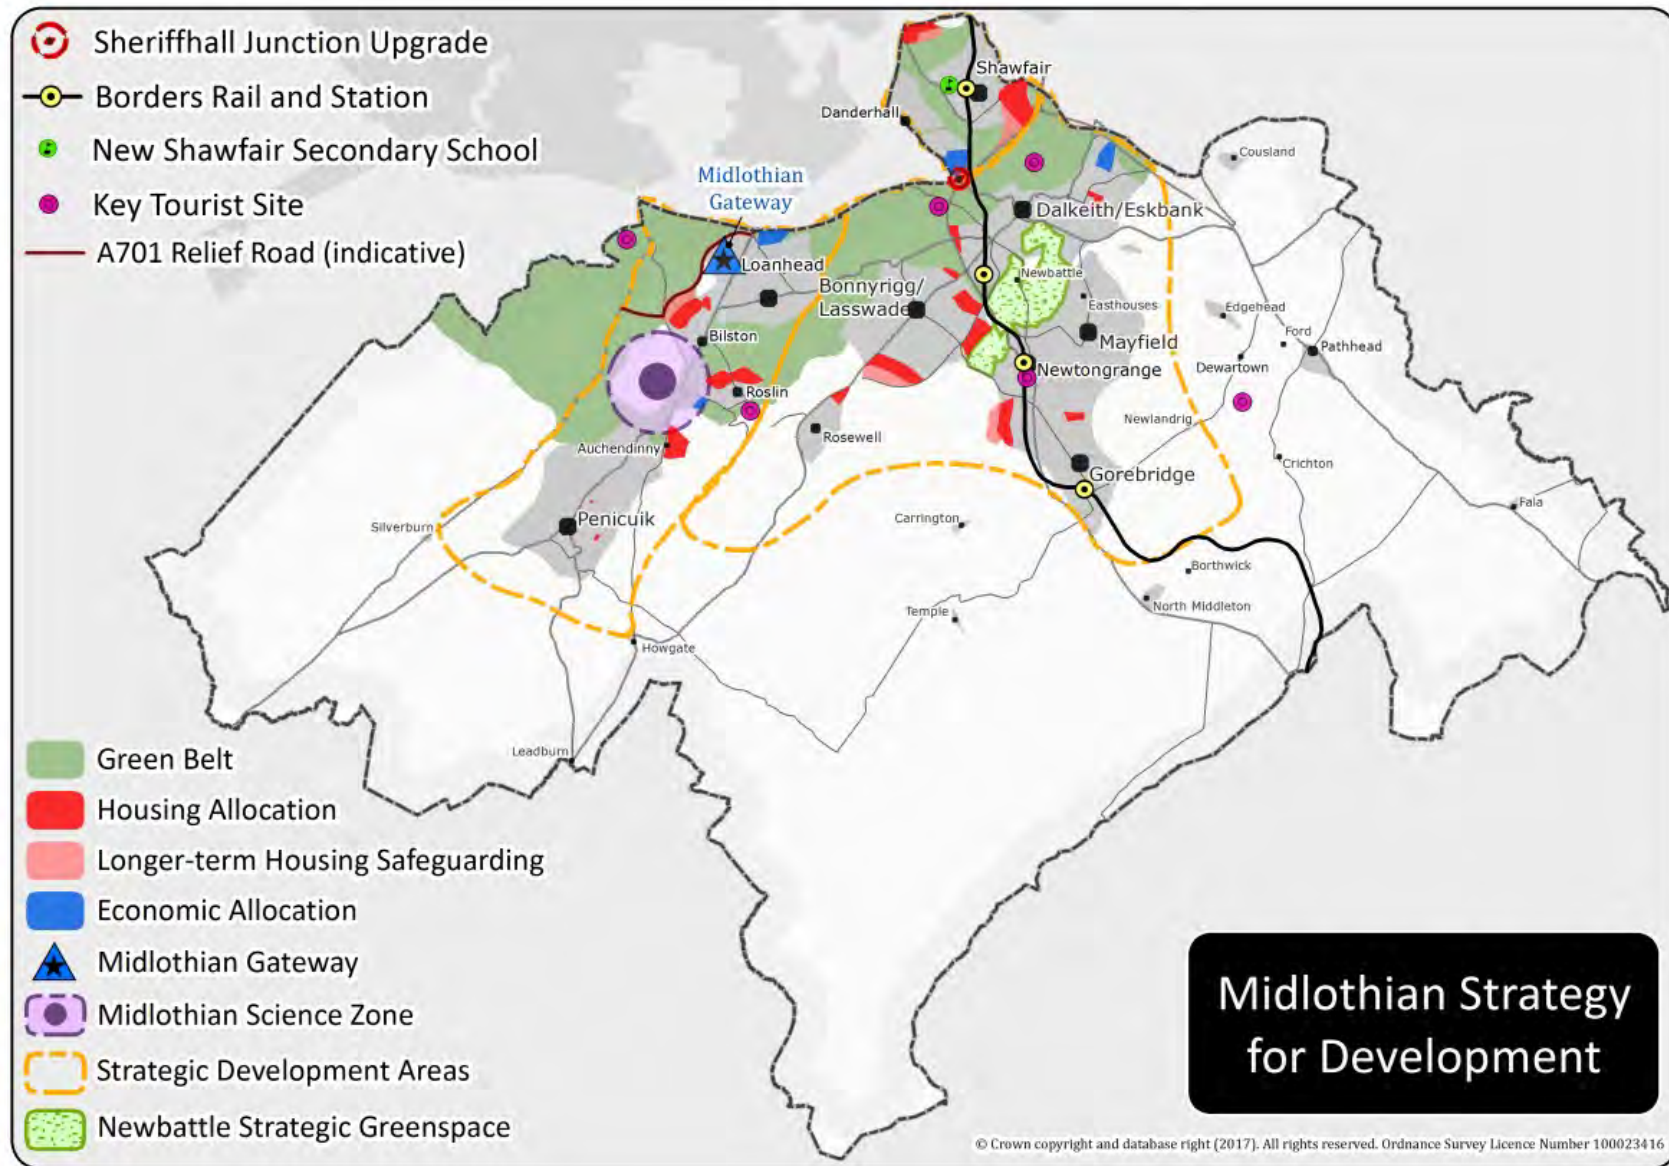 Sheriffhall Junction Upgrade
Borders Rail and Station
New Shawfair Secondary School
Key Tourist Site
A701 Relief Road (indicative)
Shawfair
Danderhall
Cousland
Midlothian
Gateway
Dalkeith/Eskbank
Loanhead
Newbattle
Bonnyrigg/
Lasswade
Easthouses
Edgehead
Ford
Bilston
Mayfield
Pathhead
Newtongrange
Dewartown
Roslin
Newlandrig
Rosewell
Auchendinny
Crichton
Gorebridge
Silverburn
Penicuik
Carrington
Fala
Borthwick
Temple
North Middleton
Howgate
Leadburn
Green Belt
Housing Allocation
Longer-term Housing Safeguarding
Economic Allocation
Midlothian Gateway
Midlothian Science Zone
Strategic Development Areas
Newbattle Strategic Greenspace
Midlothian Strategy
for Development
© Crown copyright and database right (2017). All rights reserved. Ordnance Survey Licence Number 100023416